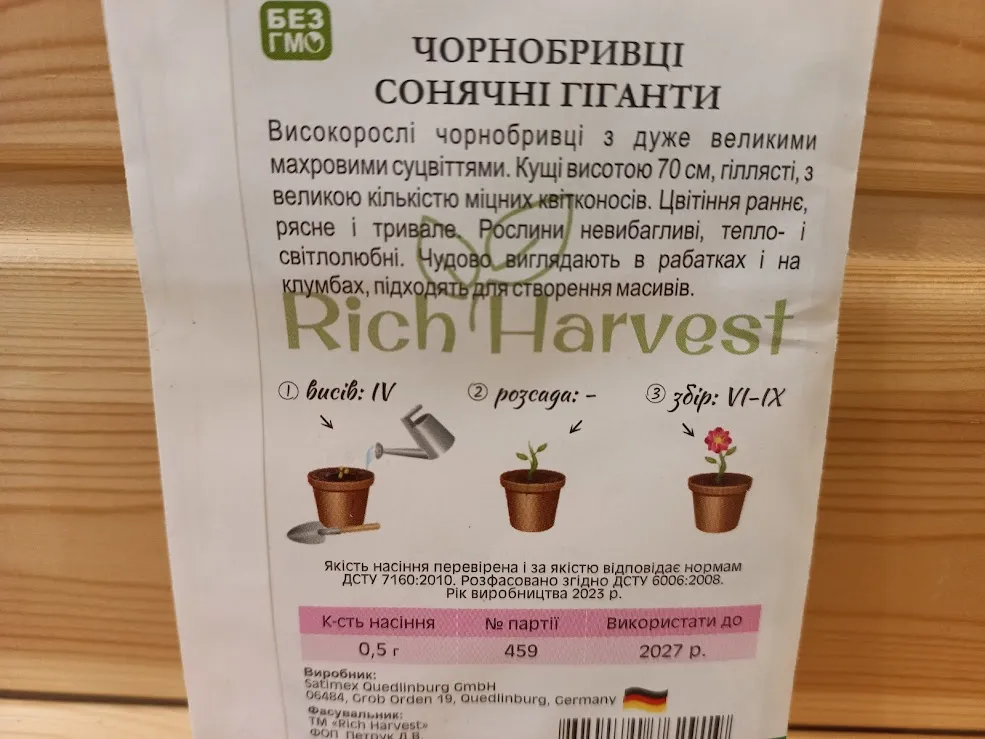 БЕЗ
ГМО
ЧОРНОБРИВЦІ
СОНЯЧНІ ГІГАНТИ
Високорослі чорнобривці з дуже великими
махровими суцвіттями. Кущі висотою 70 см, гіллясті, з
великою кількістю міцних квітконосів. Цвітіння раннє,
рясне і тривале. Рослини невибагливі, тепло- і
світлолюбні. Чудово виглядають в рабатках і на
клумбах, підходять для створення масивів.
Rich Harvest
1 висів: IV
2 розсада: -
3 збір: VI-IX
Якість насіння перевірена і за якістю відповідає нормам
ДСТУ 7160:2010. Розфасовано згідно ДСТУ 6006:2008.
Рік виробництва 2023 р.
К-сть насіння № партії Використати до
0,5 г 459 2027 р.
Виробник:
Satimex Quedlinburg GmbH
06484, Grob Orden 19, Quedlinburg, Germany
Фасувальник:
ТМ «Rich Harvest»
ФОП Петрук Л.В.